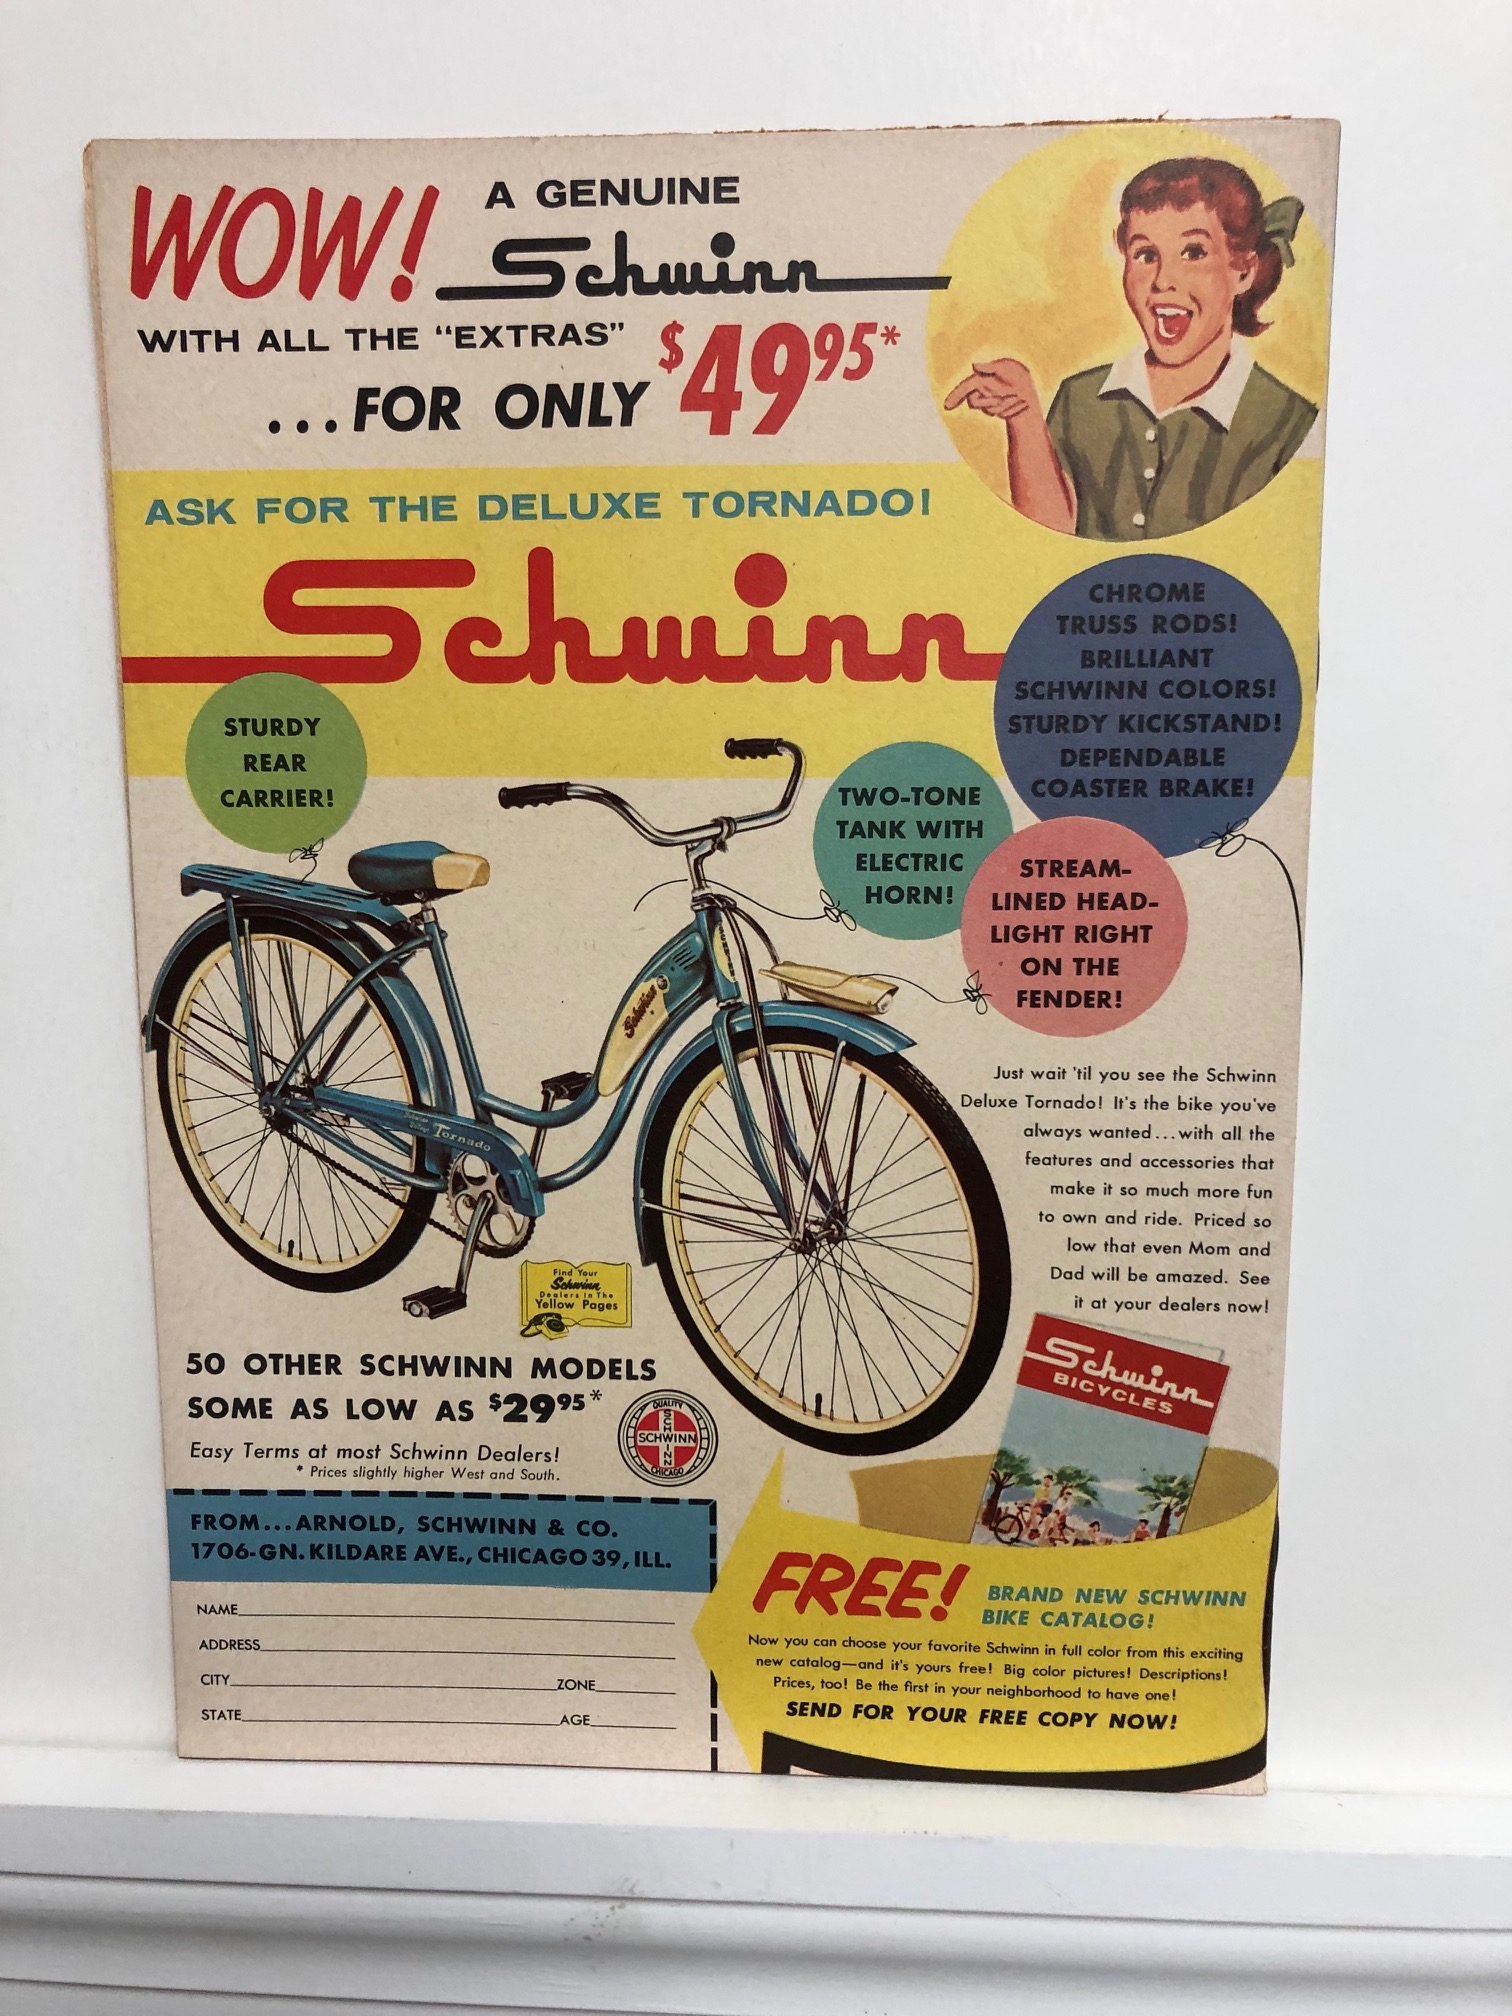 WOW! A GENUINE
Schwinn
WITH ALL THE "EXTRAS"
...FOR ONLY $49.95*
ASK FOR THE DELUXE TORNADO!
Schwinn
STURDY
REAR
CARRIER!
CHROME
TRUSS RODS!
BRILLIANT
SCHWINN COLORS!
STURDY KICKSTAND!
DEPENDABLE
COASTER BRAKE!
TWO-TONE
TANK WITH
ELECTRIC
HORN!
STREAM-
LINED HEAD-
LIGHT RIGHT
ON THE
FENDER!
Schwinn
Tornado
Just wait 'til you see the Schwinn
Deluxe Tornado! It's the bike you've
always wanted...with all the
features and accessories that
make it so much more fun
to own and ride. Priced so
low that even Mom and
Dad will be amazed. See
it at your dealers now!
Find Your
Schwinn
Dealers In The
Yellow Pages
50 OTHER SCHWINN MODELS
SOME AS LOW AS $29.95*
Easy Terms at most Schwinn Dealers!
* Prices slightly higher West and South.
QUALITY
SCHWINN
SCHWINN
CHICAGO
Schwinn
BICYCLES
FROM...ARNOLD, SCHWINN & CO.
1706-GN. KILDARE AVE., CHICAGO 39, ILL.
NAME
ADDRESS
CITY ZONE
STATE AGE
FREE! BRAND NEW SCHWINN
BIKE CATALOG!
Now you can choose your favorite Schwinn in full color from this exciting
new catalog—and it's yours free! Big color pictures! Descriptions!
Prices, too! Be the first in your neighborhood to have one!
SEND FOR YOUR FREE COPY NOW!